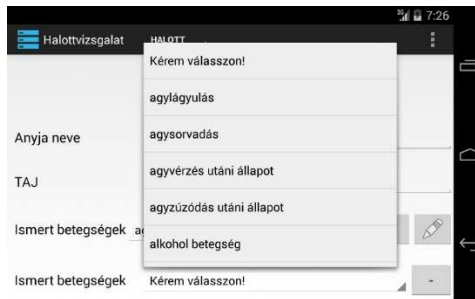 3G 7:26
Halottvizsgalat HALOTT
Kérem válasszon!
agylágyulás
agysorvadás
Anyja neve
agyvérzés utáni állapot
TAJ
agyzúzódás utáni állapot
Ismert betegségek
alkohol betegség
Ismert betegségek Kérem válasszon! -